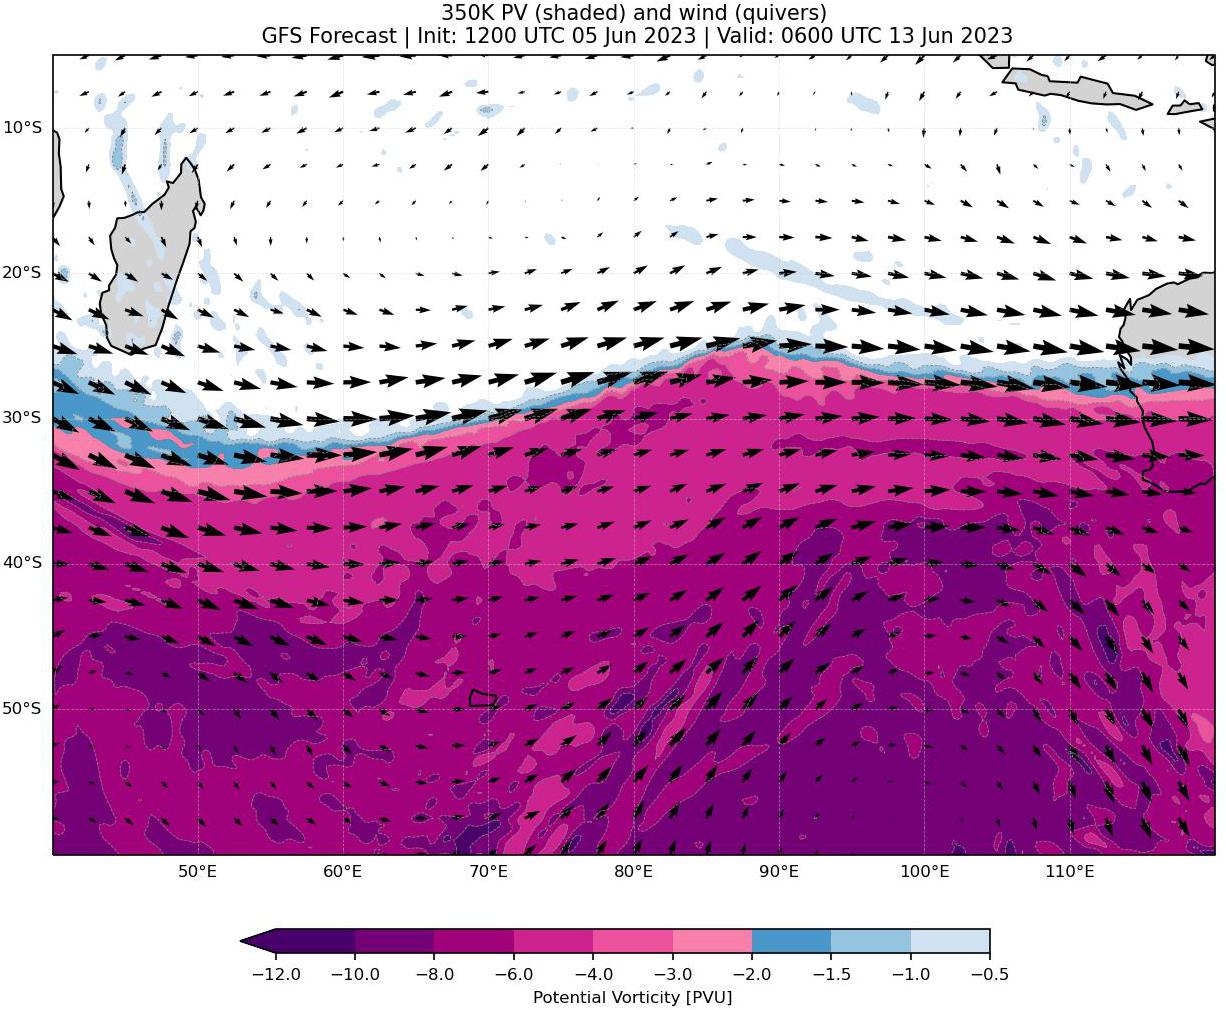 350K PV (shaded) and wind (quivers)
GFS Forecast | Init: 1200 UTC 05 Jun 2023 | Valid: 0600 UTC 13 Jun 2023
10°S
20°S
30°S
40°S
50°S
50°E 60°E 70°E 80°E 90°E 100°E 110°E
−12.0 −10.0 −8.0 −6.0 −4.0 −3.0 −2.0 −1.5 −1.0 −0.5
Potential Vorticity [PVU]